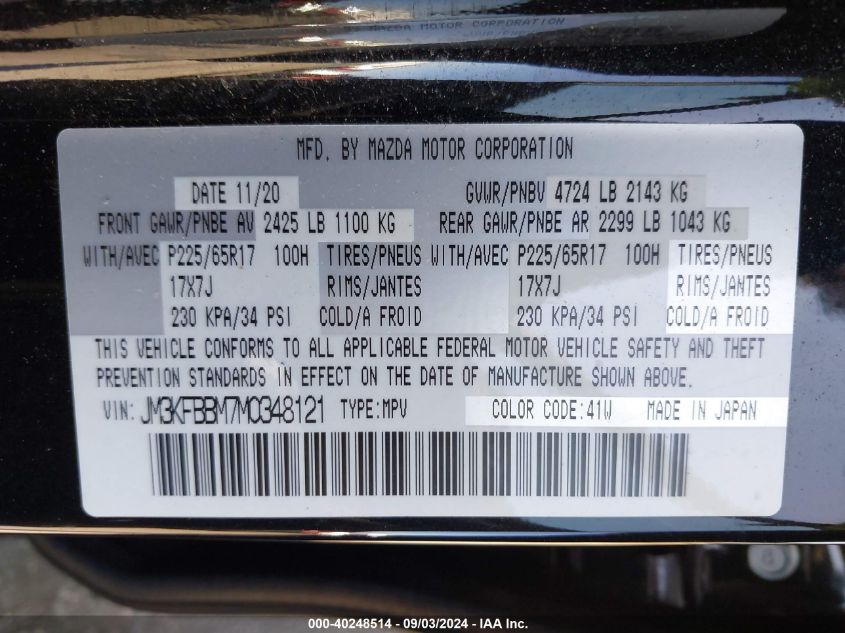 MFD. BY MAZDA MOTOR CORPORATION
DATE 11/20 GVWR/PNBV 4724 LB 2143 KG
FRONT GAWR/PNBE AV 2425 LB 1100 KG REAR GAWR/PNBE AR 2299 LB 1043 KG
WITH/AVEC P225/65R17 100H TIRES/PNEUS WITH/AVEC P225/65R17 100H TIRES/PNEUS
17X7J RIMS/JANTES 17X7J RIMS/JANTES
230 KPA/34 PSI COLD/A FROID 230 KPA/34 PSI COLD/A FROID
THIS VEHICLE CONFORMS TO ALL APPLICABLE FEDERAL MOTOR VEHICLE SAFETY AND THEFT
PREVENTION STANDARDS IN EFFECT ON THE DATE OF MANUFACTURE SHOWN ABOVE.
VIN: JM3KFBBM7M0348121 TYPE:MPV COLOR CODE:41W MADE IN JAPAN
000-40248514 - 09/03/2024 - IAA Inc.